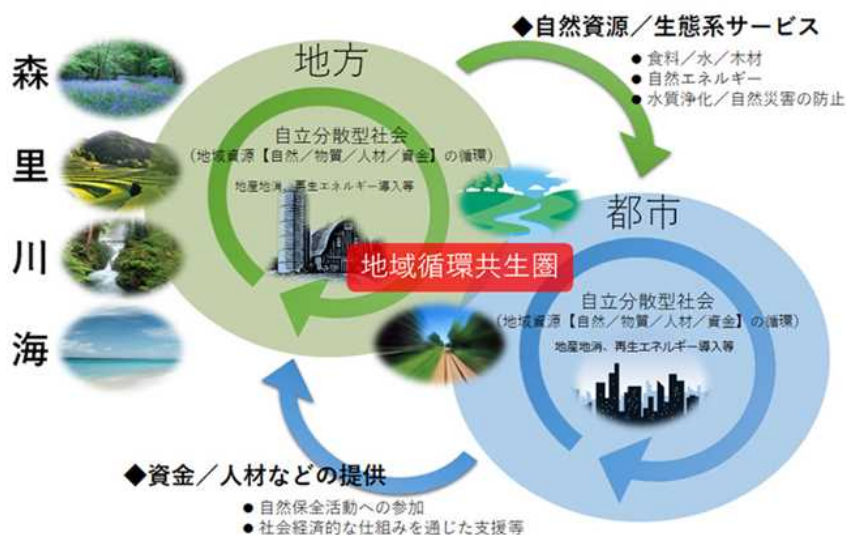 ◆自然資源／生態系サービス
● 食料／水／木材
● 自然エネルギー
● 水質浄化／自然災害の防止
森
里
川
海
地方
自立分散型社会
(地域資源【自然／物質／人材／資金】の循環)
地産地消、再生エネルギー導入等
地域循環共生圏
都市
自立分散型社会
(地域資源【自然／物質／人材／資金】の循環)
地産地消、再生エネルギー導入等
◆資金／人材などの提供
● 自然保全活動への参加
● 社会経済的な仕組みを通じた支援等